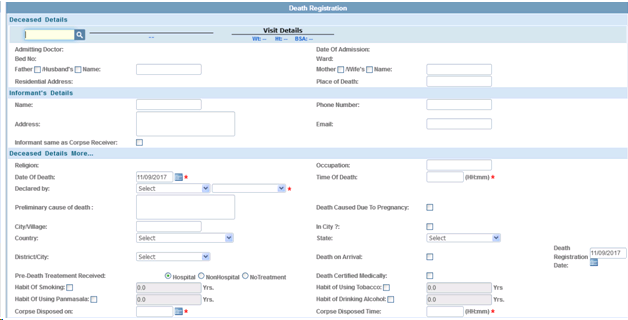 Death Registration
Deceased Details
Visit Details
--
Wt: -- Ht: -- BSA: --
Admitting Doctor: Date Of Admission:
Bed No: Ward:
Father /Husband's Name: Mother /Wife's Name:
Residential Address: Place of Death:
Informant's Details
Name: Phone Number:
Address: Email:
Informant same as Corpse Receiver:
Deceased Details More...
Religion: Occupation:
Date Of Death: 11/09/2017 * Time Of Death: (HH:mm) *
Declared by: Select *
Preliminary cause of death : Death Caused Due To Pregnancy:
City/Village: In City ?:
Country: Select State: Select
District/City: Select Death on Arrival: Death Registration Date: 11/09/2017
Pre-Death Treatement Received: Hospital NonHospital NoTreatment Death Certified Medically:
Habit Of Smoking: 0.0 Yrs. Habit of Using Tobacco: 0.0 Yrs
Habit Of Using Panmasala: 0.0 Yrs. Habit of Drinking Alcohol: 0.0 Yrs.
Corpse Disposed on: * Corpse Disposed Time: (HH:mm) *